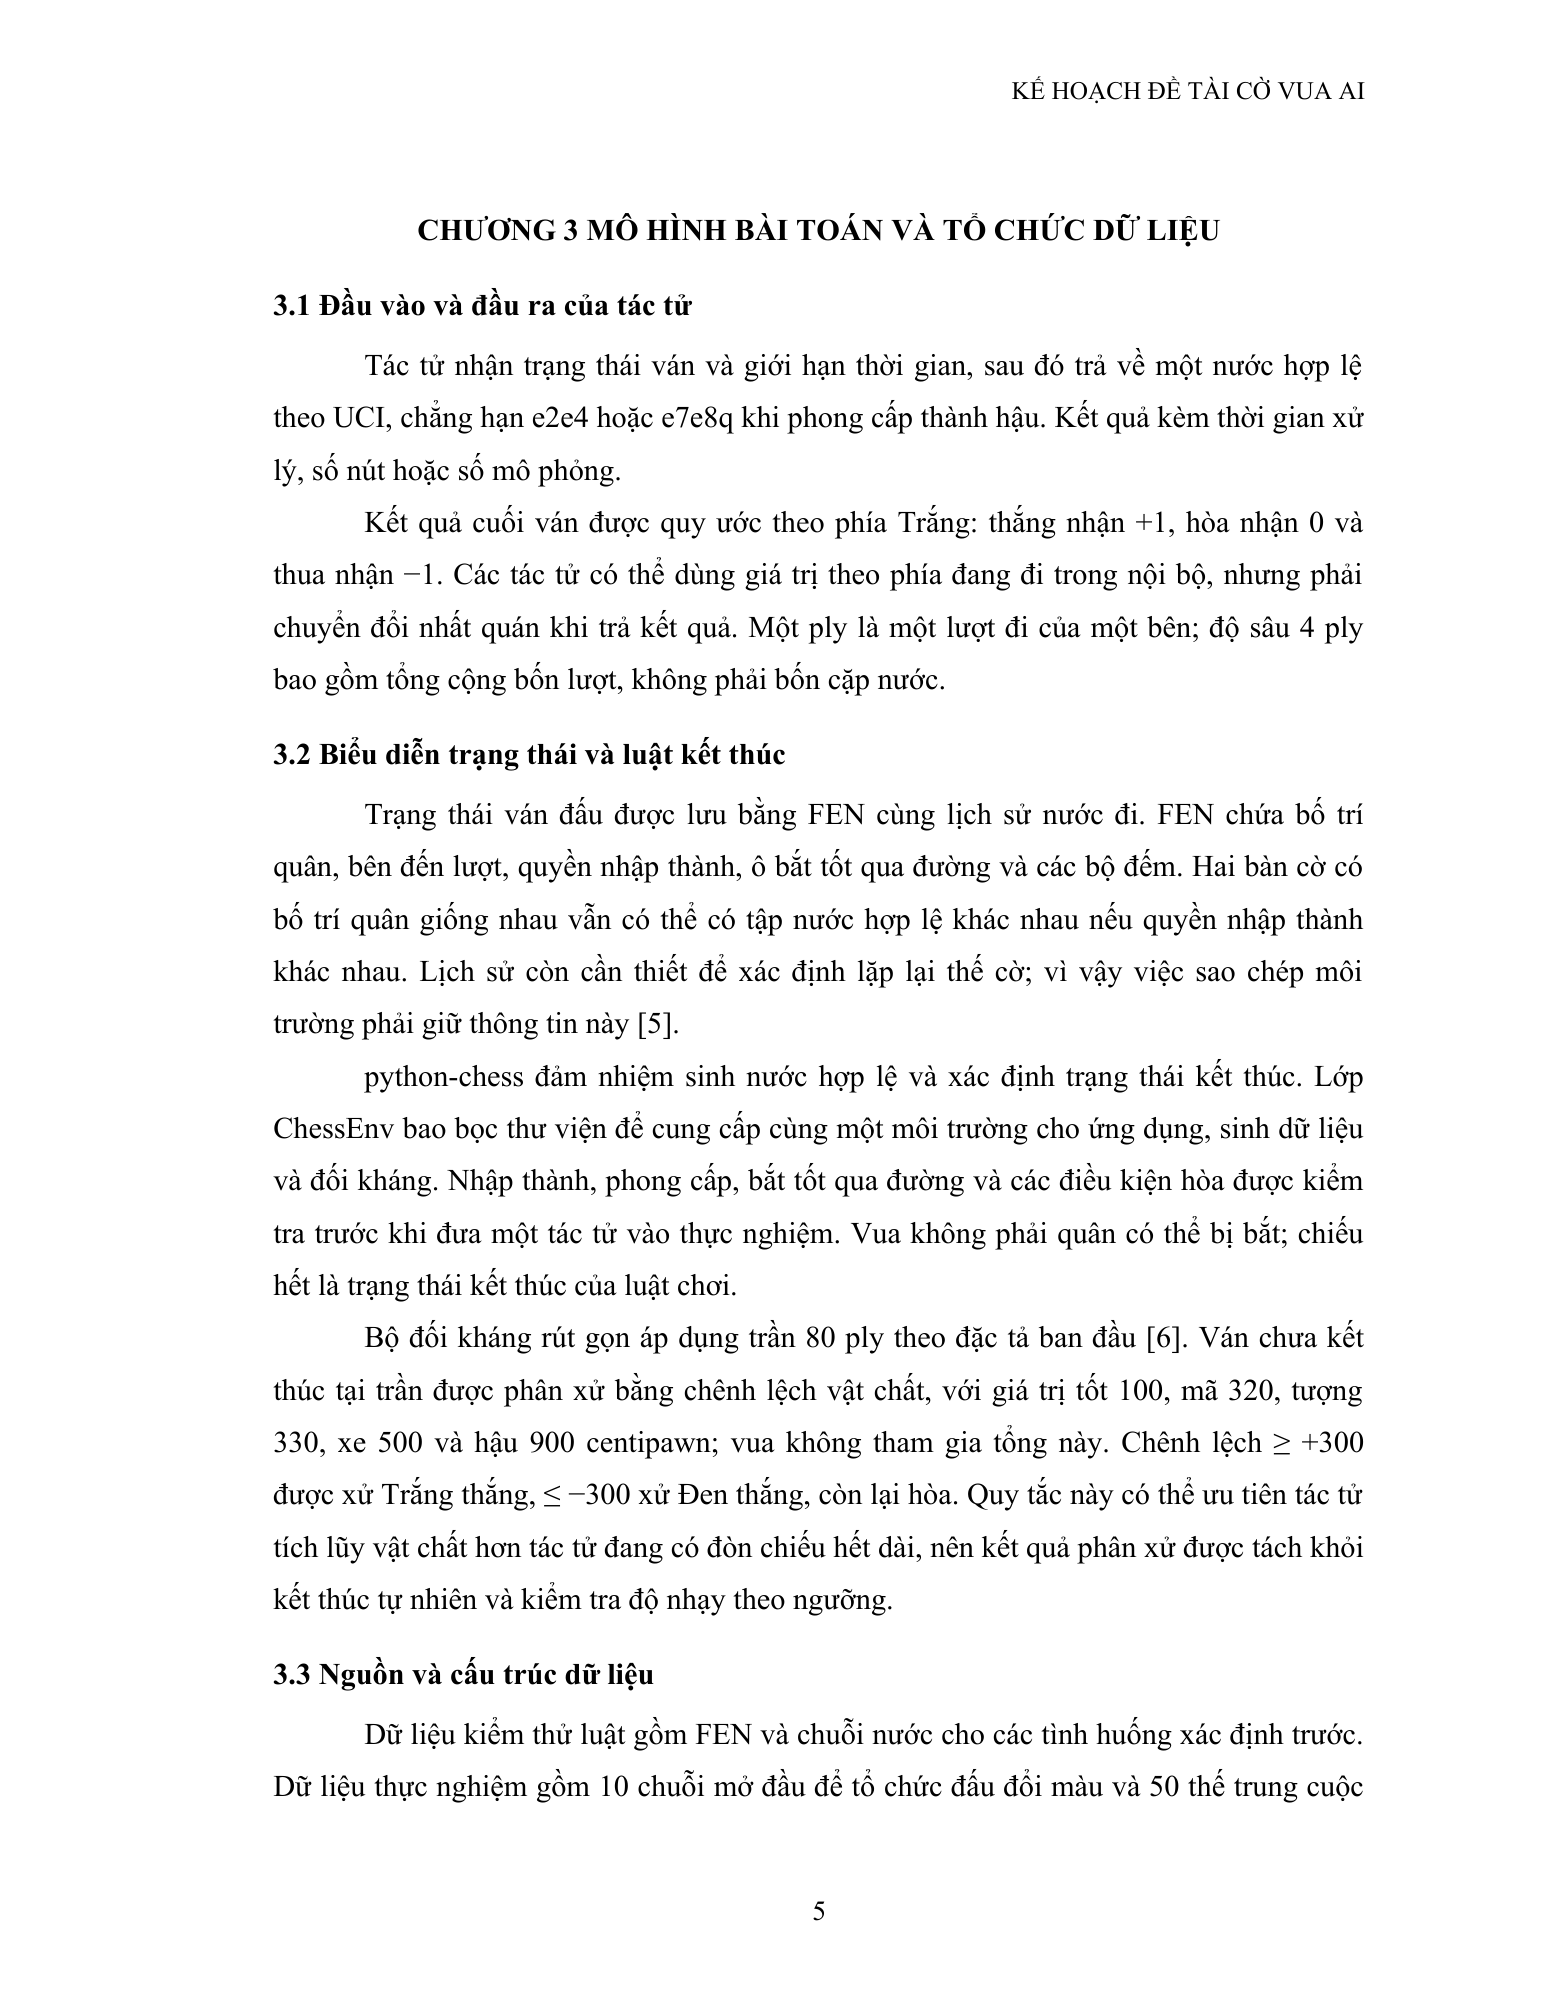 KẾ HOẠCH ĐỀ TÀI CỜ VUA AI
CHƯƠNG 3 MÔ HÌNH BÀI TOÁN VÀ TỔ CHỨC DỮ LIỆU
3.1 Đầu vào và đầu ra của tác tử
Tác tử nhận trạng thái ván và giới hạn thời gian, sau đó trả về một nước hợp lệ
theo UCI, chẳng hạn e2e4 hoặc e7e8q khi phong cấp thành hậu. Kết quả kèm thời gian xử
lý, số nút hoặc số mô phỏng.
Kết quả cuối ván được quy ước theo phía Trắng: thắng nhận +1, hòa nhận 0 và
thua nhận −1. Các tác tử có thể dùng giá trị theo phía đang đi trong nội bộ, nhưng phải
chuyển đổi nhất quán khi trả kết quả. Một ply là một lượt đi của một bên; độ sâu 4 ply
bao gồm tổng cộng bốn lượt, không phải bốn cặp nước.
3.2 Biểu diễn trạng thái và luật kết thúc
Trạng thái ván đấu được lưu bằng FEN cùng lịch sử nước đi. FEN chứa bố trí
quân, bên đến lượt, quyền nhập thành, ô bắt tốt qua đường và các bộ đếm. Hai bàn cờ có
bố trí quân giống nhau vẫn có thể có tập nước hợp lệ khác nhau nếu quyền nhập thành
khác nhau. Lịch sử còn cần thiết để xác định lặp lại thế cờ; vì vậy việc sao chép môi
trường phải giữ thông tin này [5].
python-chess đảm nhiệm sinh nước hợp lệ và xác định trạng thái kết thúc. Lớp
ChessEnv bao bọc thư viện để cung cấp cùng một môi trường cho ứng dụng, sinh dữ liệu
và đối kháng. Nhập thành, phong cấp, bắt tốt qua đường và các điều kiện hòa được kiểm
tra trước khi đưa một tác tử vào thực nghiệm. Vua không phải quân có thể bị bắt; chiếu
hết là trạng thái kết thúc của luật chơi.
Bộ đối kháng rút gọn áp dụng trần 80 ply theo đặc tả ban đầu [6]. Ván chưa kết
thúc tại trần được phân xử bằng chênh lệch vật chất, với giá trị tốt 100, mã 320, tượng
330, xe 500 và hậu 900 centipawn; vua không tham gia tổng này. Chênh lệch ≥ +300
được xử Trắng thắng, ≤ −300 xử Đen thắng, còn lại hòa. Quy tắc này có thể ưu tiên tác tử
tích lũy vật chất hơn tác tử đang có đòn chiếu hết dài, nên kết quả phân xử được tách khỏi
kết thúc tự nhiên và kiểm tra độ nhạy theo ngưỡng.
3.3 Nguồn và cấu trúc dữ liệu
Dữ liệu kiểm thử luật gồm FEN và chuỗi nước cho các tình huống xác định trước.
Dữ liệu thực nghiệm gồm 10 chuỗi mở đầu để tổ chức đấu đổi màu và 50 thế trung cuộc
5